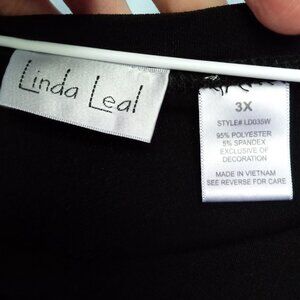 Linda Leal
3X
STYLE# LD035W
95% POLYESTER
5% SPANDEX
EXCLUSIVE OF
DECORATION
MADE IN VIETNAM
SEE REVERSE FOR CARE